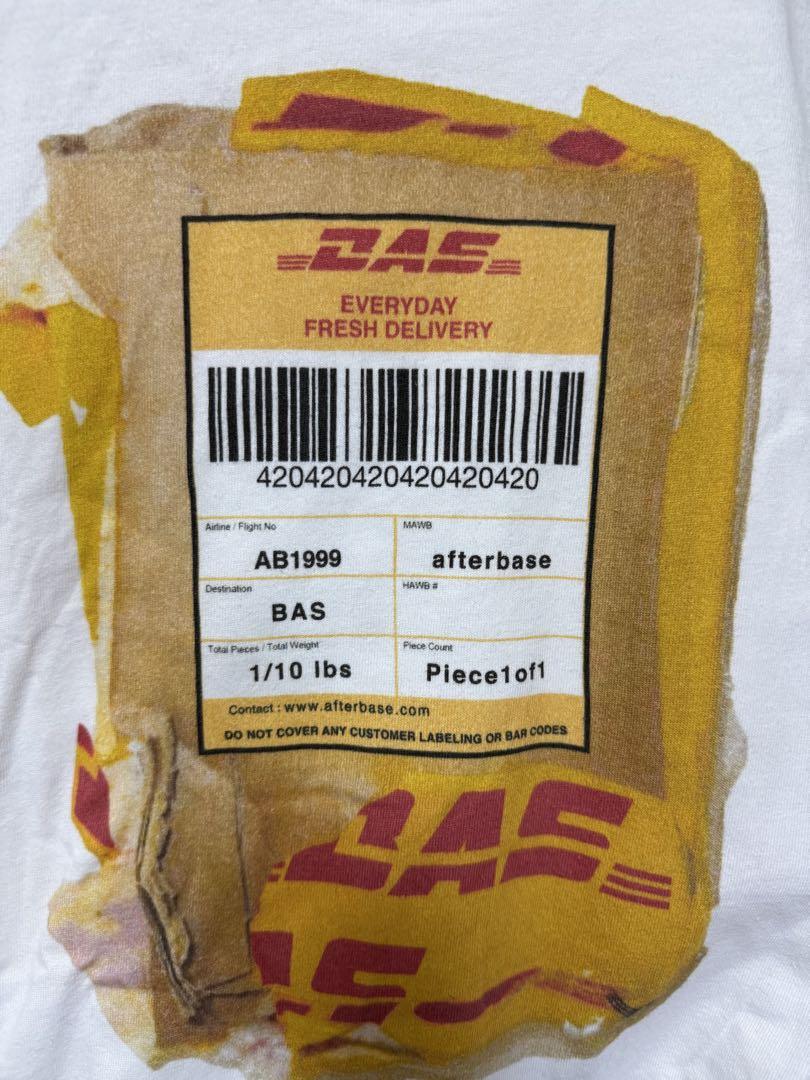 BAS
EVERYDAY
FRESH DELIVERY
420420420420420420
Airline / Flight No
MAWB
AB1999
afterbase
Destination
HAWB #
BAS
Total Pieces / Total Weight
Piece Count
1/10 lbs
Piece1of1
Contact : www.afterbase.com
DO NOT COVER ANY CUSTOMER LABELING OR BAR CODES
BAS